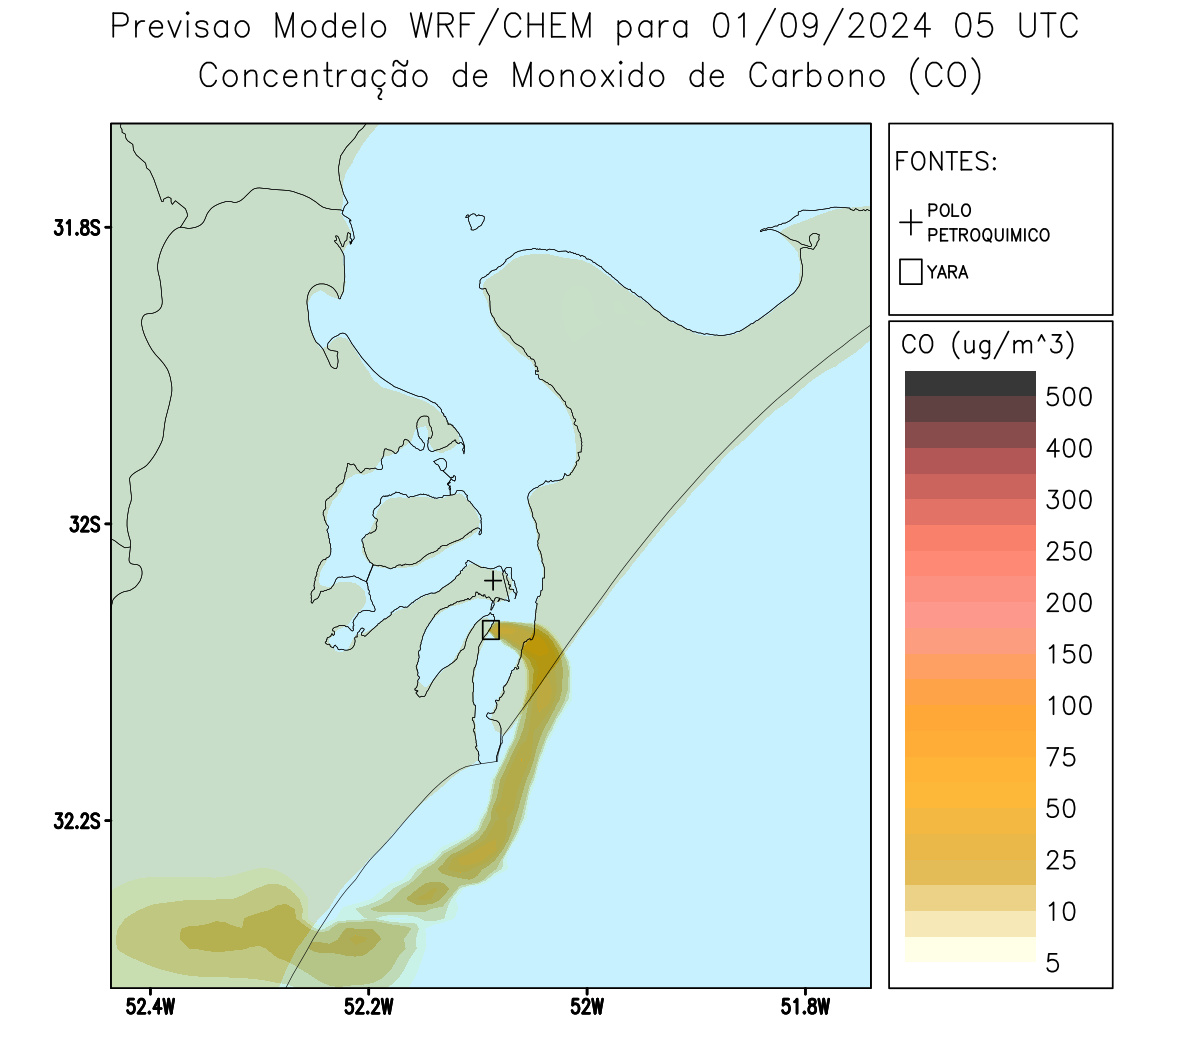 Previsao Modelo WRF/CHEM para 01/09/2024 05 UTC
Concentração de Monoxido de Carbono (CO)
FONTES:
POLO
PETROQUIMICO
YARA
CO (ug/m^3)
500
400
300
250
200
150
100
75
50
25
10
5
31.8S
32S
32.2S
52.4W
52.2W
52W
51.8W